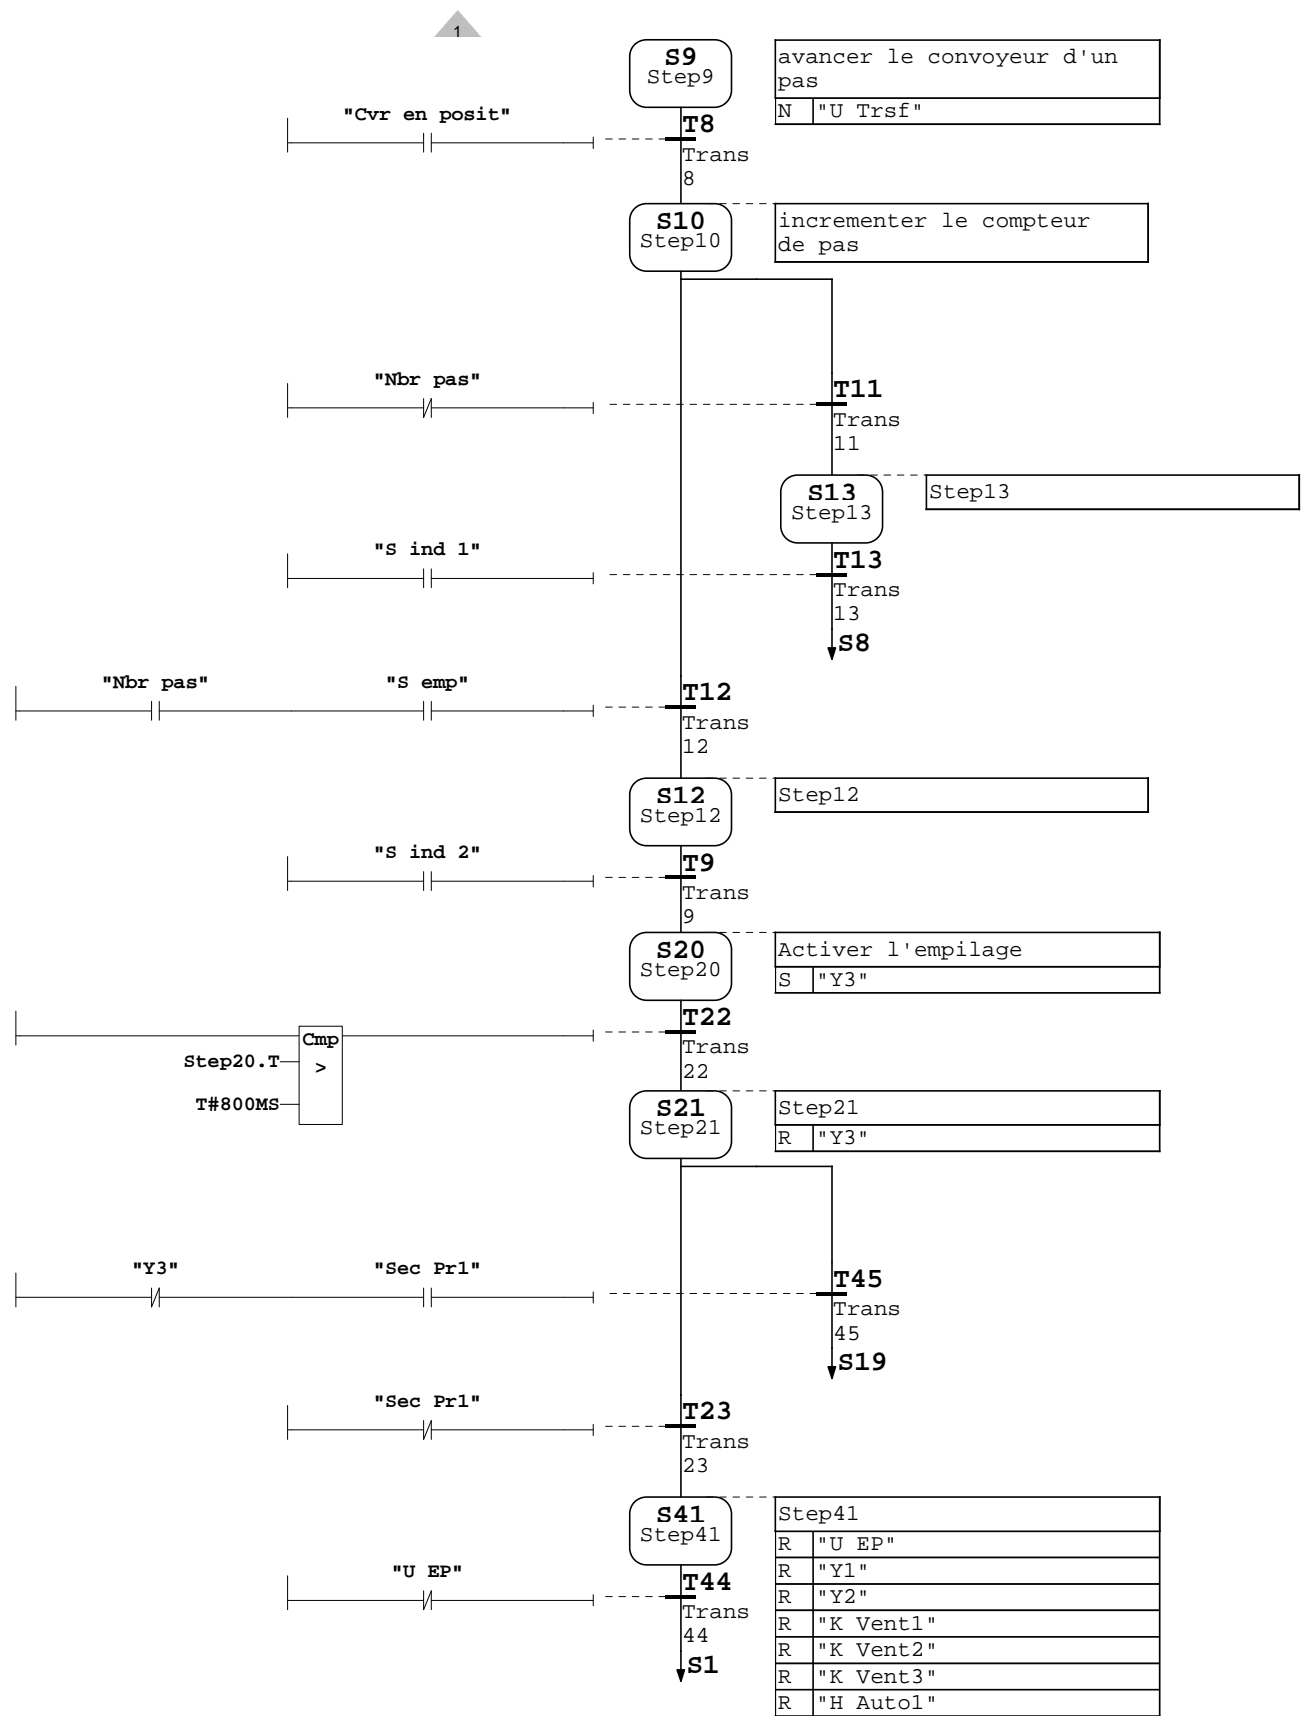 1
S9
Step9
avancer le convoyeur d'un
pas
N "U Trsf"
"Cvr en posit"
T8
Trans
8
S10
Step10
incrementer le compteur
de pas
"Nbr pas"
T11
Trans
11
S13
Step13
Step13
"S ind 1"
T13
Trans
13
S8
"Nbr pas" "S emp"
T12
Trans
12
S12
Step12
Step12
"S ind 2"
T9
Trans
9
S20
Step20
Activer l'empilage
S "Y3"
T22
Trans
22
Cmp
Step20.T
>
T#800MS
S21
Step21
Step21
R "Y3"
"Y3" "Sec Pr1"
T45
Trans
45
S19
"Sec Pr1"
T23
Trans
23
S41
Step41
Step41
R "U EP"
R "Y1"
R "Y2"
R "K Vent1"
R "K Vent2"
R "K Vent3"
R "H Auto1"
"U EP"
T44
Trans
44
S1